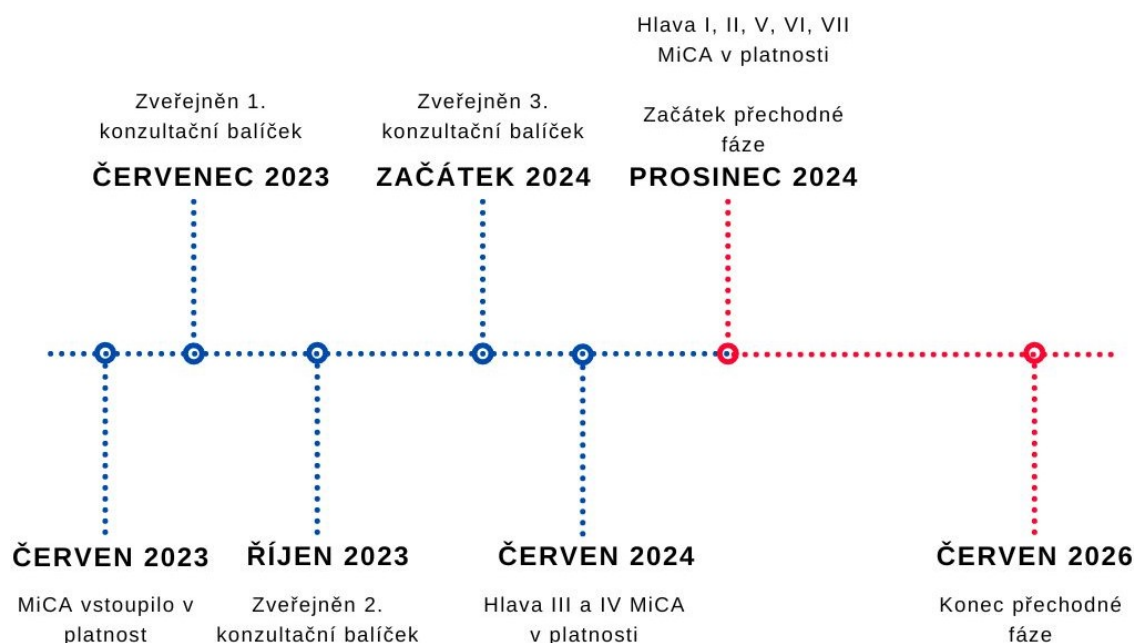 Hlava I, II, V, VI, VII
MiCA v platnosti
Zveřejněn 1.
konzultační balíček
Zveřejněn 3.
konzultační balíček
Začátek přechodné
fáze
ČERVENEC 2023
ZAČÁTEK 2024
PROSINEC 2024
ČERVEN 2023
ŘÍJEN 2023
ČERVEN 2024
ČERVEN 2026
MiCA vstoupilo v
platnost
Zveřejněn 2.
konzultační balíček
Hlava III a IV MiCA
v platnosti
Konec přechodné
fáze